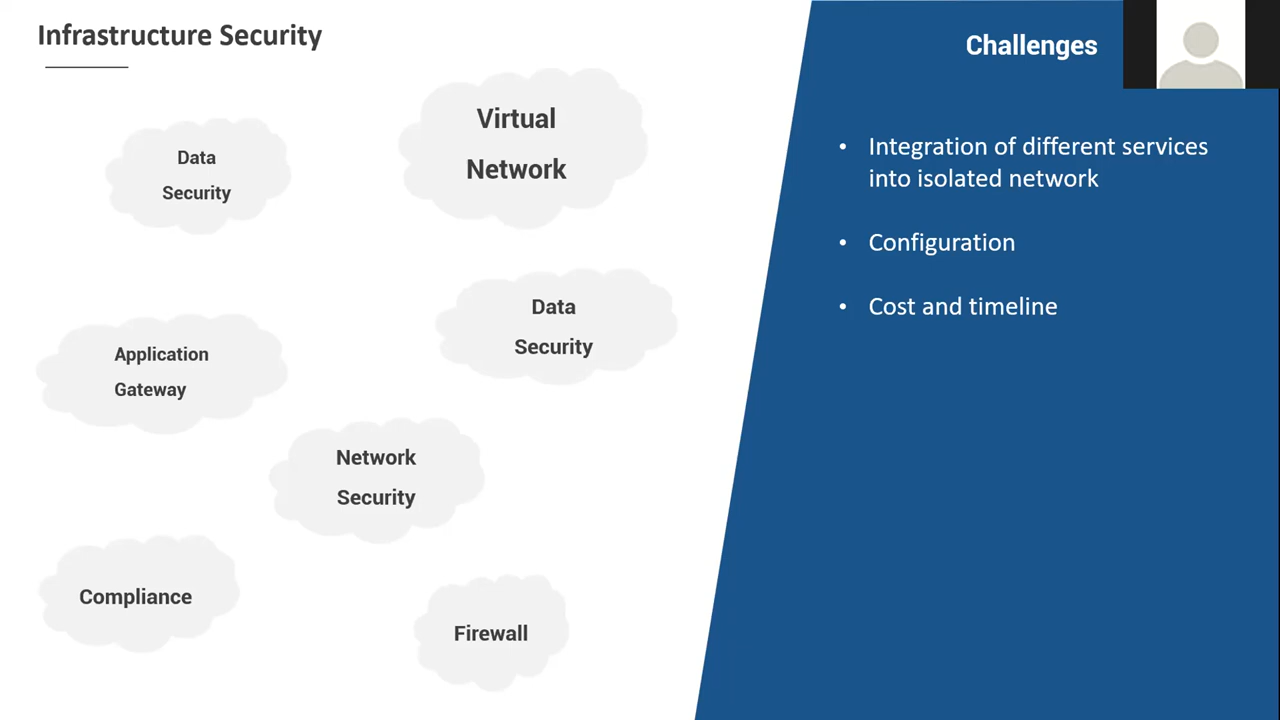 Infrastructure Security
Data
Security
Virtual
Network
Application
Gateway
Data
Security
Network
Security
Compliance
Firewall
Challenges
• Integration of different services
into isolated network
• Configuration
• Cost and timeline